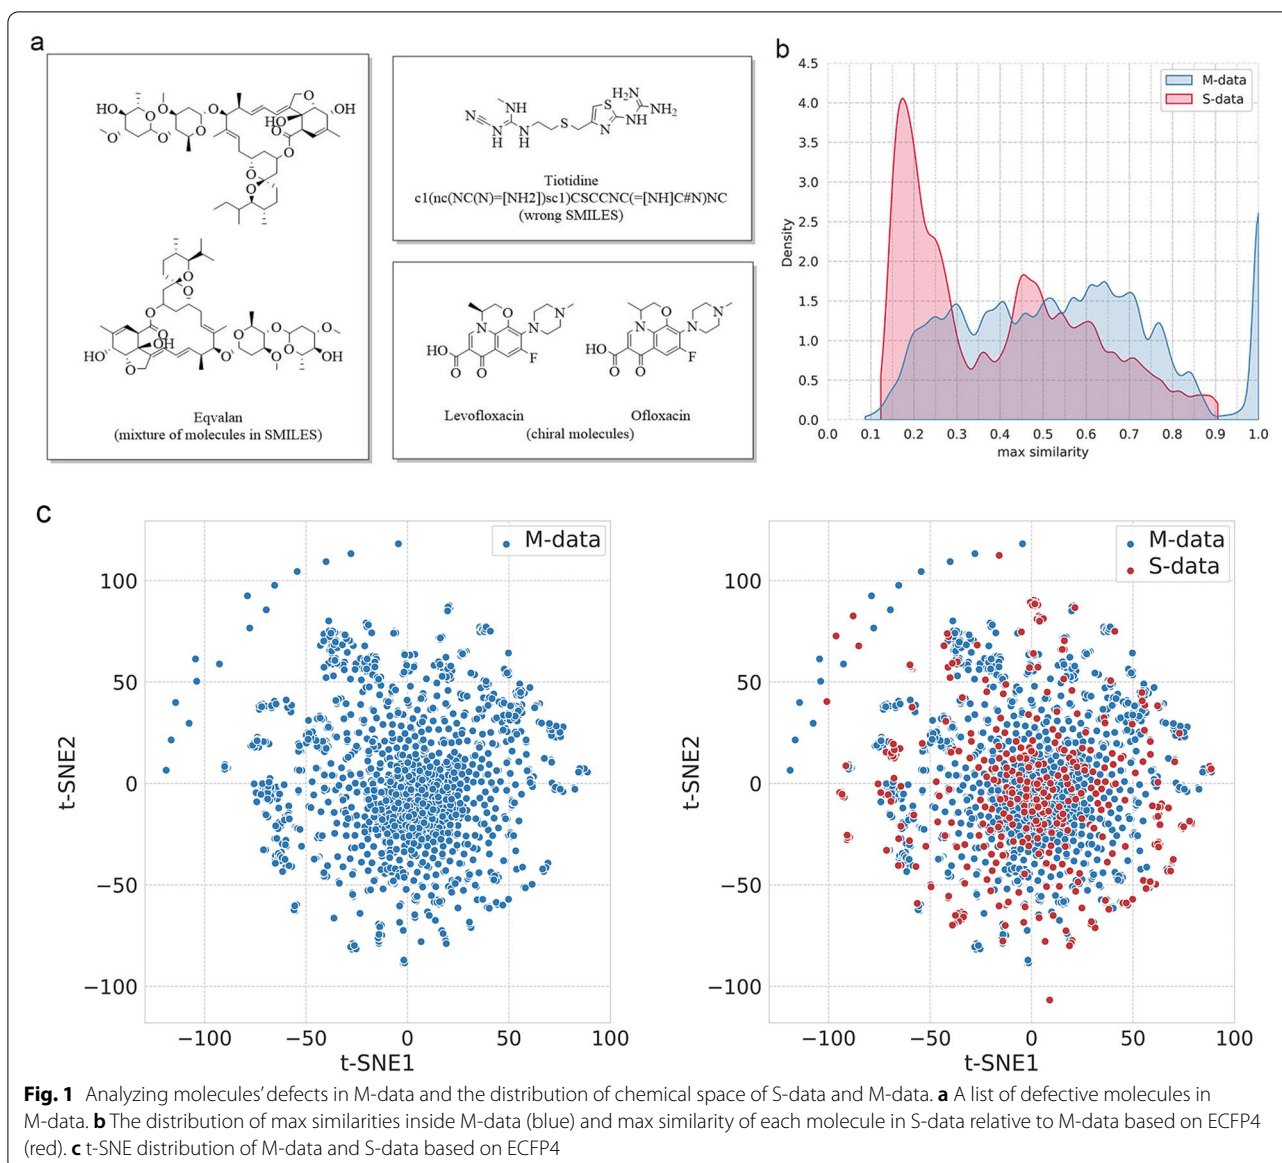 a
HO
O
O
O
O
O
O
HO
O
OH
O
O
O
O
O
O
O
HO
OH
O
O
O
O
O
O
O
OH
Eqvalan
(mixture of molecules in SMILES)
N
N
H
N
NH
N
H
S
N
S
H2N
N
NH2
NH
Tiotidine
c1(nc(NC(N)=[NH2])sc1)CSCCNC(=[NH]C#N)NC
(wrong SMILES)
O
N
N
N
HO
O
O
F
O
N
N
N
HO
O
O
F
Levofloxacin Ofloxacin
(chiral molecules)
b
M-data
S-data
4.5
4.0
3.5
3.0
2.5
2.0
1.5
1.0
0.5
0.0
Density
0.0 0.1 0.2 0.3 0.4 0.5 0.6 0.7 0.8 0.9 1.0
max similarity
c
M-data
100
50
0
−50
−100
t-SNE2
−100 −50 0 50 100
t-SNE1
M-data
S-data
100
50
0
−50
−100
t-SNE2
−100 −50 0 50 100
t-SNE1
Fig. 1 Analyzing molecules' defects in M-data and the distribution of chemical space of S-data and M-data. a A list of defective molecules in
M-data. b The distribution of max similarities inside M-data (blue) and max similarity of each molecule in S-data relative to M-data based on ECFP4
(red). c t-SNE distribution of M-data and S-data based on ECFP4